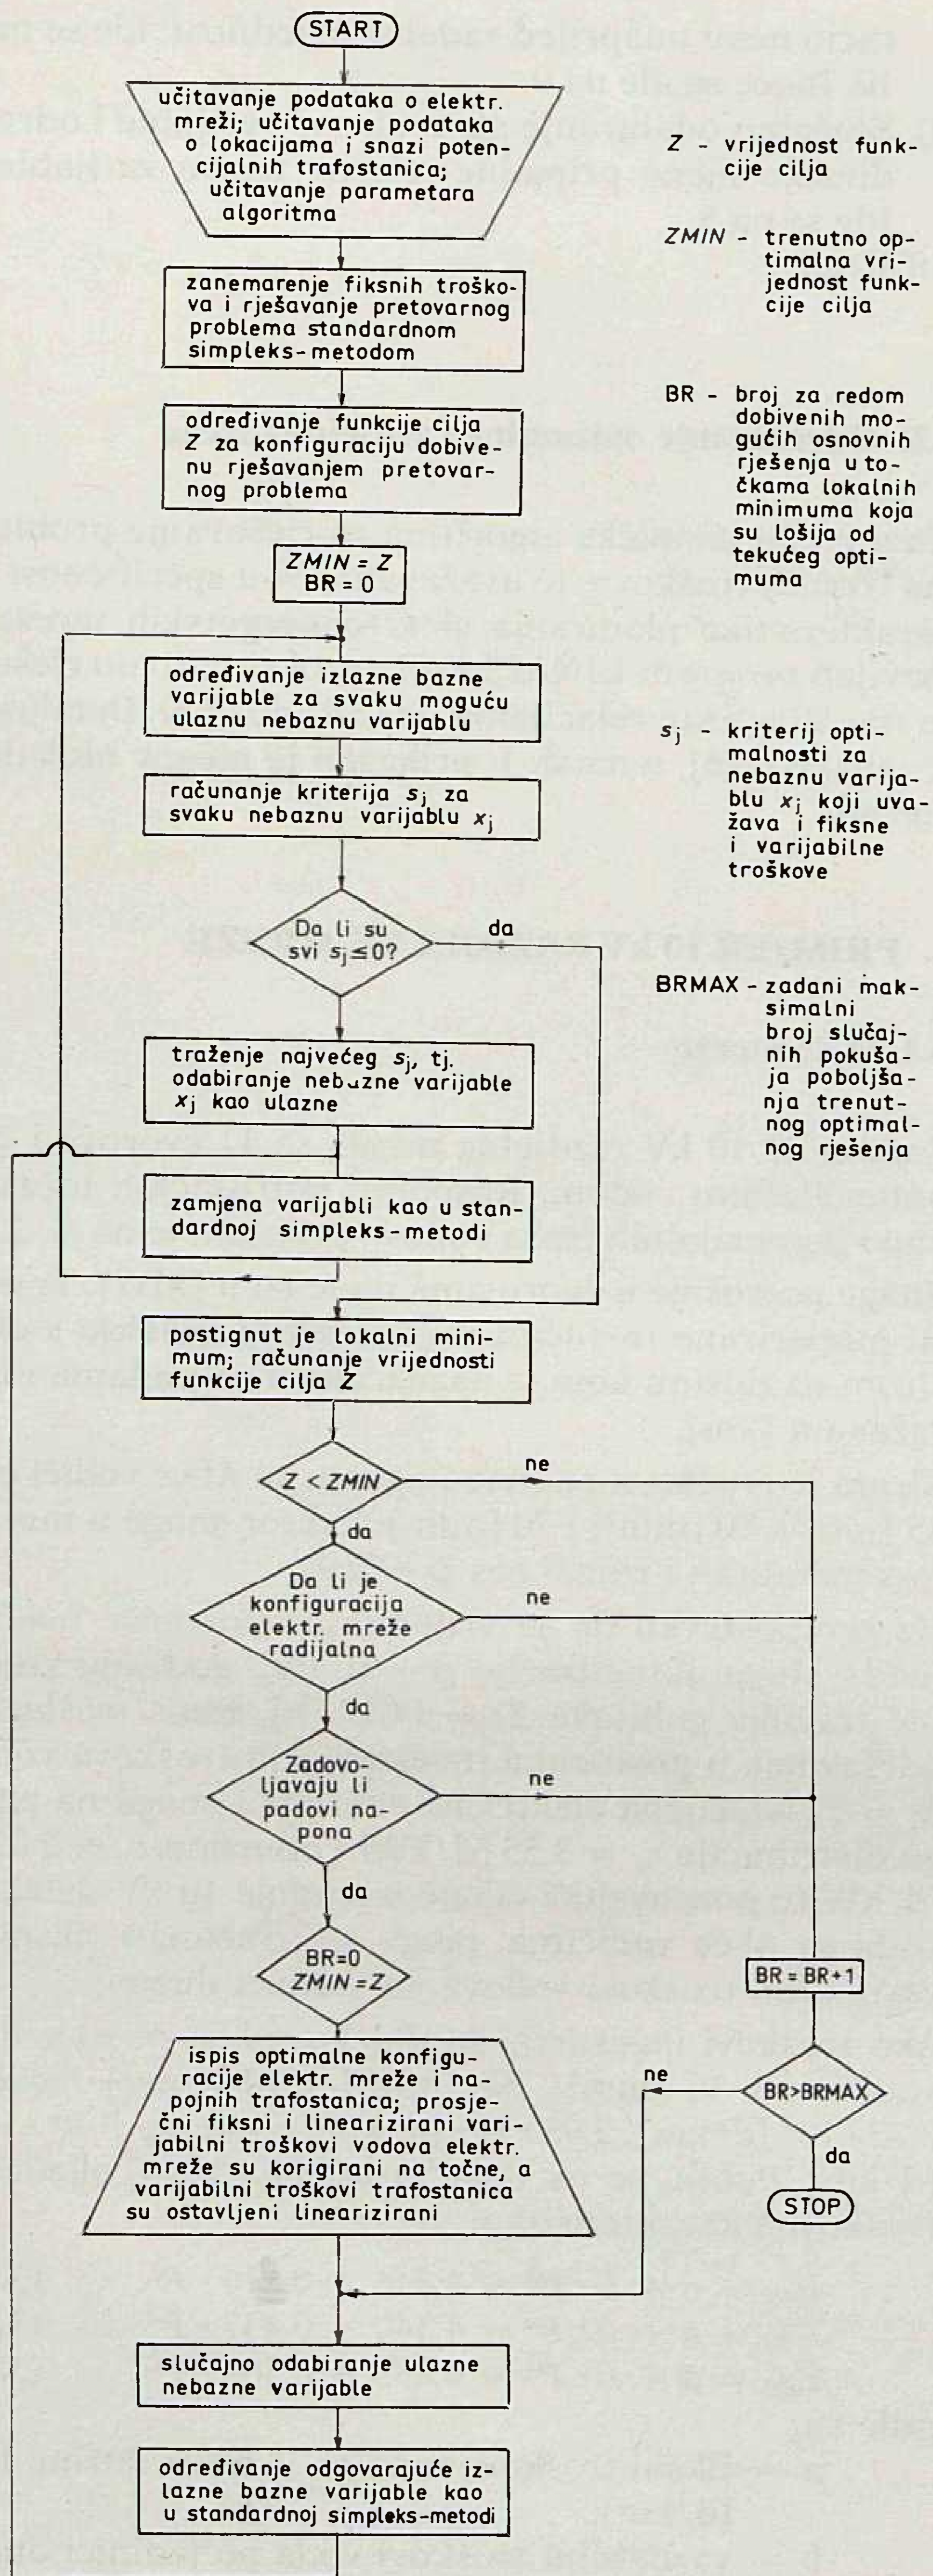 START
učitavanje podataka o elektr.
mreži; učitavanje podataka
o lokacijama i snazi poten-
cijalnih trafostanica;
učitavanje parametara
algoritma
zanemarenje fiksnih troško-
va i rješavanje pretovarnog
problema standardnom
simpleks-metodom
određivanje funkcije cilja
Z za konfiguraciju dobive-
nu rješavanjem pretovar-
nog problema
ZMIN = Z
BR = 0
određivanje izlazne bazne
varijable za svaku moguću
ulaznu nebaznu varijablu
računanje kriterija sj za
svaku nebaznu varijablu xj
Da li su
svi sj ≤ 0?
da
traženje najvećeg sj, tj.
odabiranje nebazne varijable
xj kao ulazne
zamjena varijabli kao u stan-
dardnoj simpleks-metodi
postignut je lokalni mini-
mum; računanje vrijednosti
funkcije cilja Z
Z < ZMIN
ne
da
Da li je
konfiguracija
elektr. mreže
radijalna
ne
da
Zadovo-
ljavaju li
padovi na-
pona
ne
da
BR=0
ZMIN = Z
BR = BR+1
BR>BRMAX
ne
da
STOP
ispis optimalne konfigu-
racije elektr. mreže i na-
pojnih trafostanica; prosje-
čni fiksni i linearizirani vari-
jabilni troškovi vodova elektr.
mreže su korigirani na točne, a
varijabilni troškovi trafostanica
su ostavljeni linearizirani
slučajno odabiranje ulazne
nebazne varijable
određivanje odgovarajuće iz-
lazne bazne varijable kao
u standardnoj simpleks-metodi
Z - vrijednost funk-
cije cilja
ZMIN - trenutno op-
timalna vri-
jednost funk-
cije cilja
BR - broj za redom
dobivenih mo-
gućih osnovnih
rješenja u to-
čkama lokalnih
minimuma koja
su lošija od
tekućeg opti-
muma
sj - kriterij opti-
malnosti za
nebaznu varija-
blu xj koji uva-
žava i fiksne
i varijabilne
troškove
BRMAX - zadani mak-
simalni
broj slučaj-
nih pokuša-
ja poboljša-
nja trenut-
nog optimal-
nog rješenja